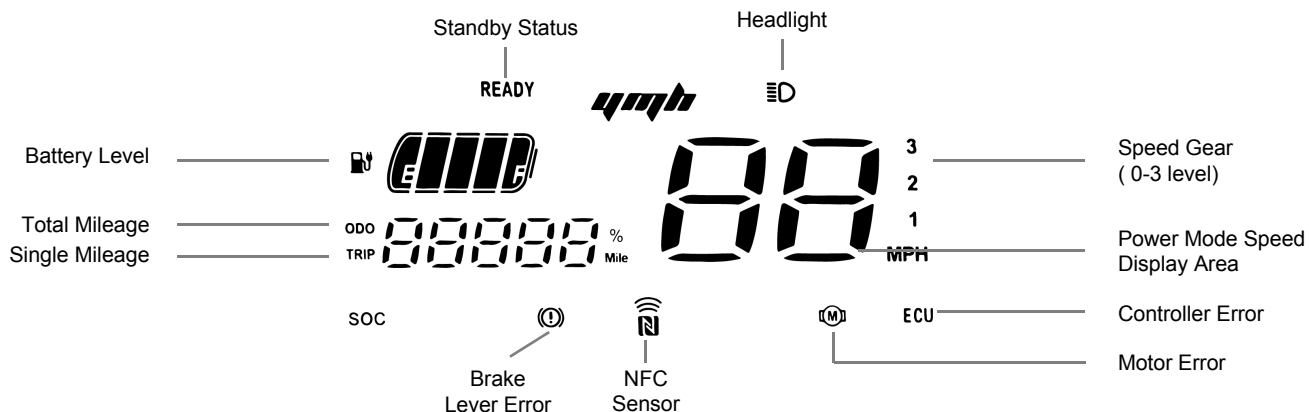 Standby Status
Headlight
READY
ymh
Battery Level
E
3
Speed Gear
( 0-3 level)
2
Total Mileage
ODO
88888
%
1
Single Mileage
TRIP
Mile
88
MPH
Power Mode Speed
Display Area
SOC
M
ECU
Controller Error
Motor Error
Brake
Lever Error
NFC
Sensor